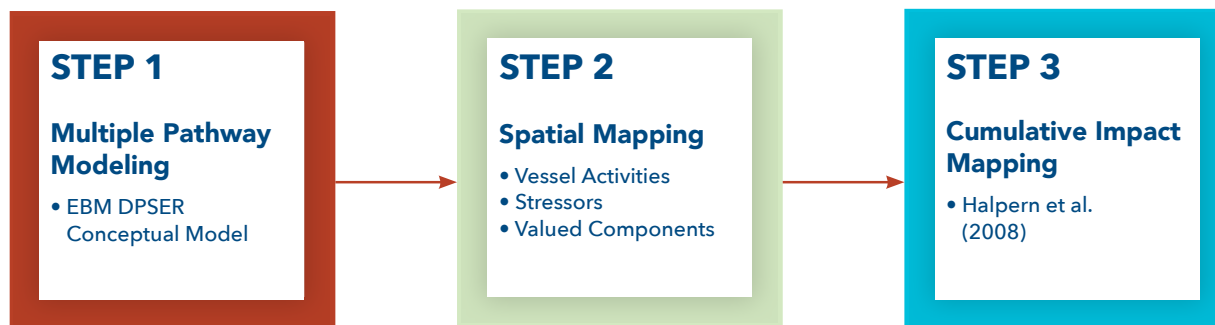 STEP 1
Multiple Pathway
Modeling
• EBM DPSER
Conceptual Model
STEP 2
Spatial Mapping
• Vessel Activities
• Stressors
• Valued Components
STEP 3
Cumulative Impact
Mapping
• Halpern et al.
(2008)